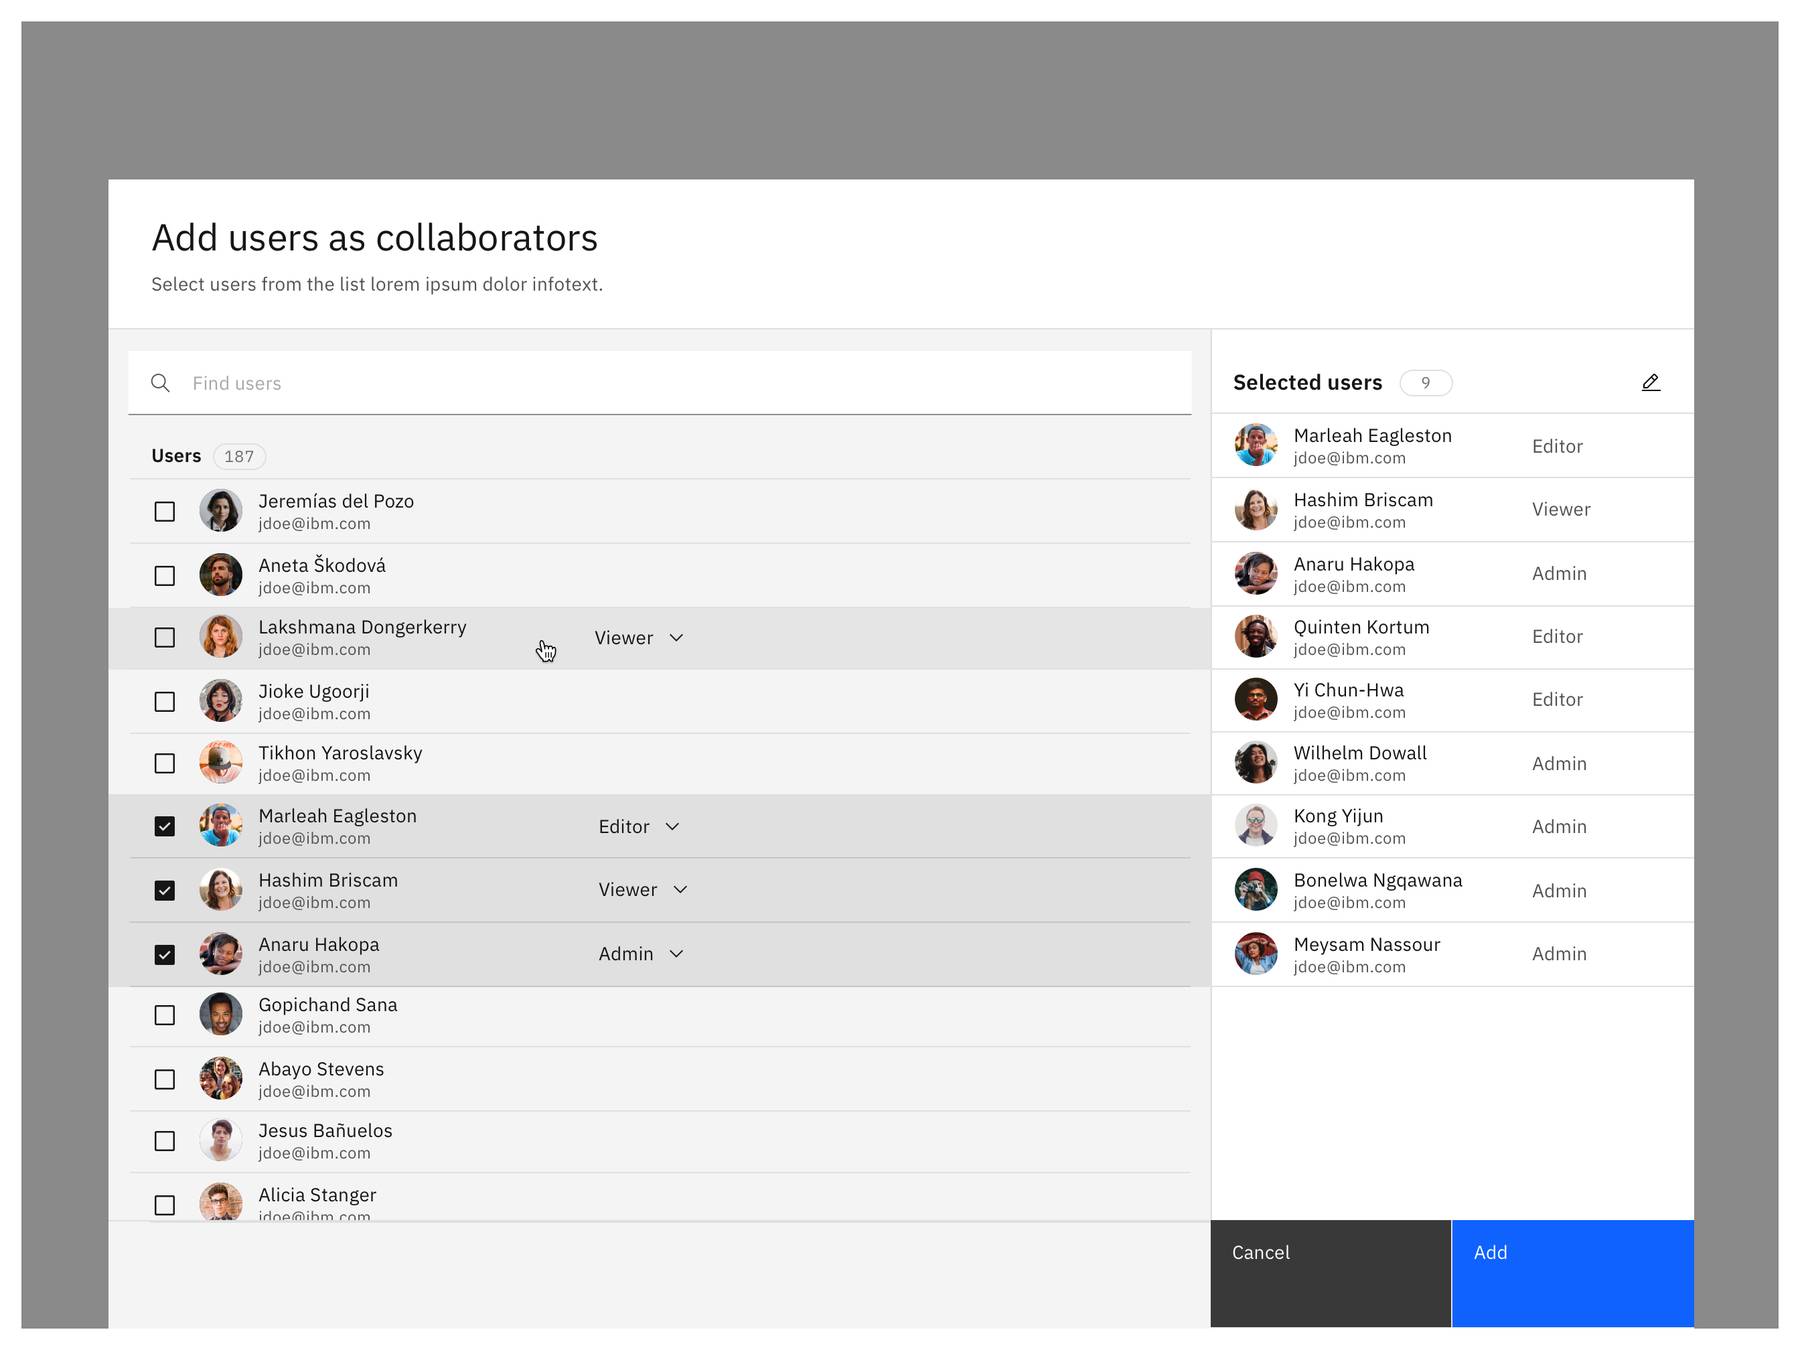 Add users as collaborators
Select users from the list lorem ipsum dolor infotext.
Find users
Users 187
Jeremías del Pozo
jdoe@ibm.com
Aneta Škodová
jdoe@ibm.com
Lakshmana Dongerkerry
jdoe@ibm.com
Viewer
Jioke Ugoorji
jdoe@ibm.com
Tikhon Yaroslavsky
jdoe@ibm.com
Marleah Eagleston
jdoe@ibm.com
Editor
Hashim Briscam
jdoe@ibm.com
Viewer
Anaru Hakopa
jdoe@ibm.com
Admin
Gopichand Sana
jdoe@ibm.com
Abayo Stevens
jdoe@ibm.com
Jesus Bañuelos
jdoe@ibm.com
Alicia Stanger
jdoe@ibm.com
Selected users 9
Marleah Eagleston
jdoe@ibm.com
Editor
Hashim Briscam
jdoe@ibm.com
Viewer
Anaru Hakopa
jdoe@ibm.com
Admin
Quinten Kortum
jdoe@ibm.com
Editor
Yi Chun-Hwa
jdoe@ibm.com
Editor
Wilhelm Dowall
jdoe@ibm.com
Admin
Kong Yijun
jdoe@ibm.com
Admin
Bonelwa Ngqawana
jdoe@ibm.com
Admin
Meysam Nassour
jdoe@ibm.com
Admin
Cancel
Add